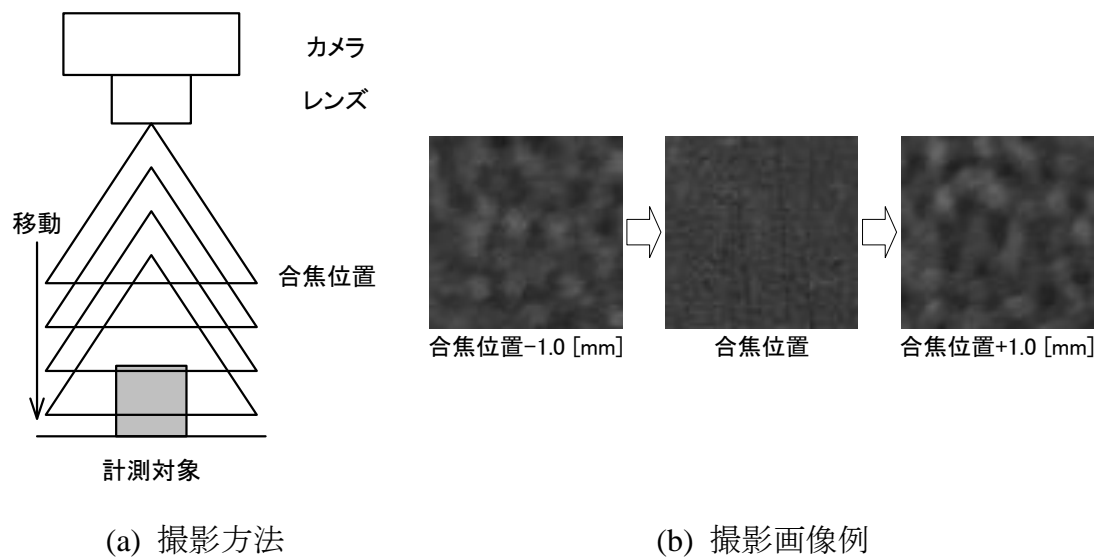 カメラ
レンズ
移動
合焦位置
計測対象
合焦位置-1.0 [mm]
合焦位置
合焦位置+1.0 [mm]
(a) 撮影方法
(b) 撮影画像例